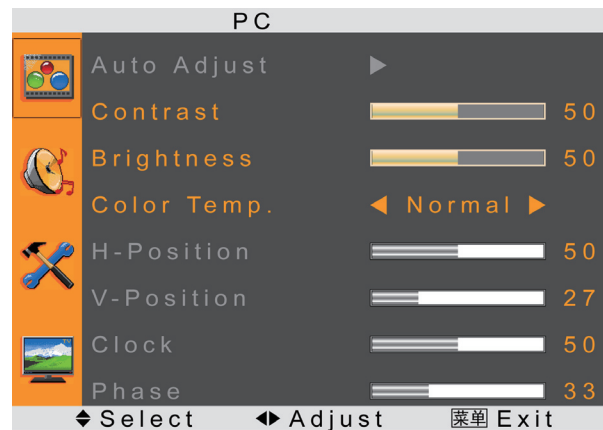 PC
Auto Adjust
Contrast 50
Brightness 50
Color Temp. Normal
H-Position 50
V-Position 27
Clock 50
Phase 33
Select Adjust 菜单 Exit